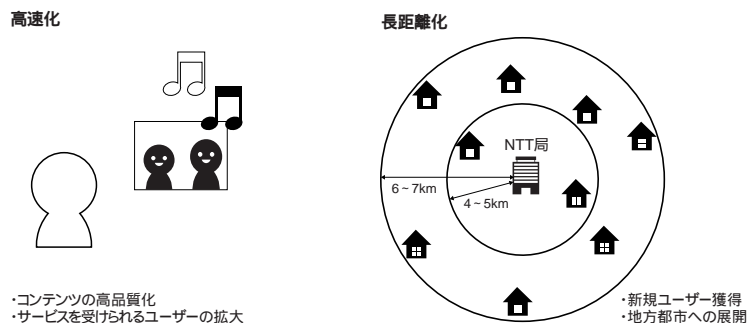 高速化
・コンテンツの高品質化
・サービスを受けられるユーザーの拡大
長距離化
NTT局
6~7km
4~5km
・新規ユーザー獲得
・地方都市への展開